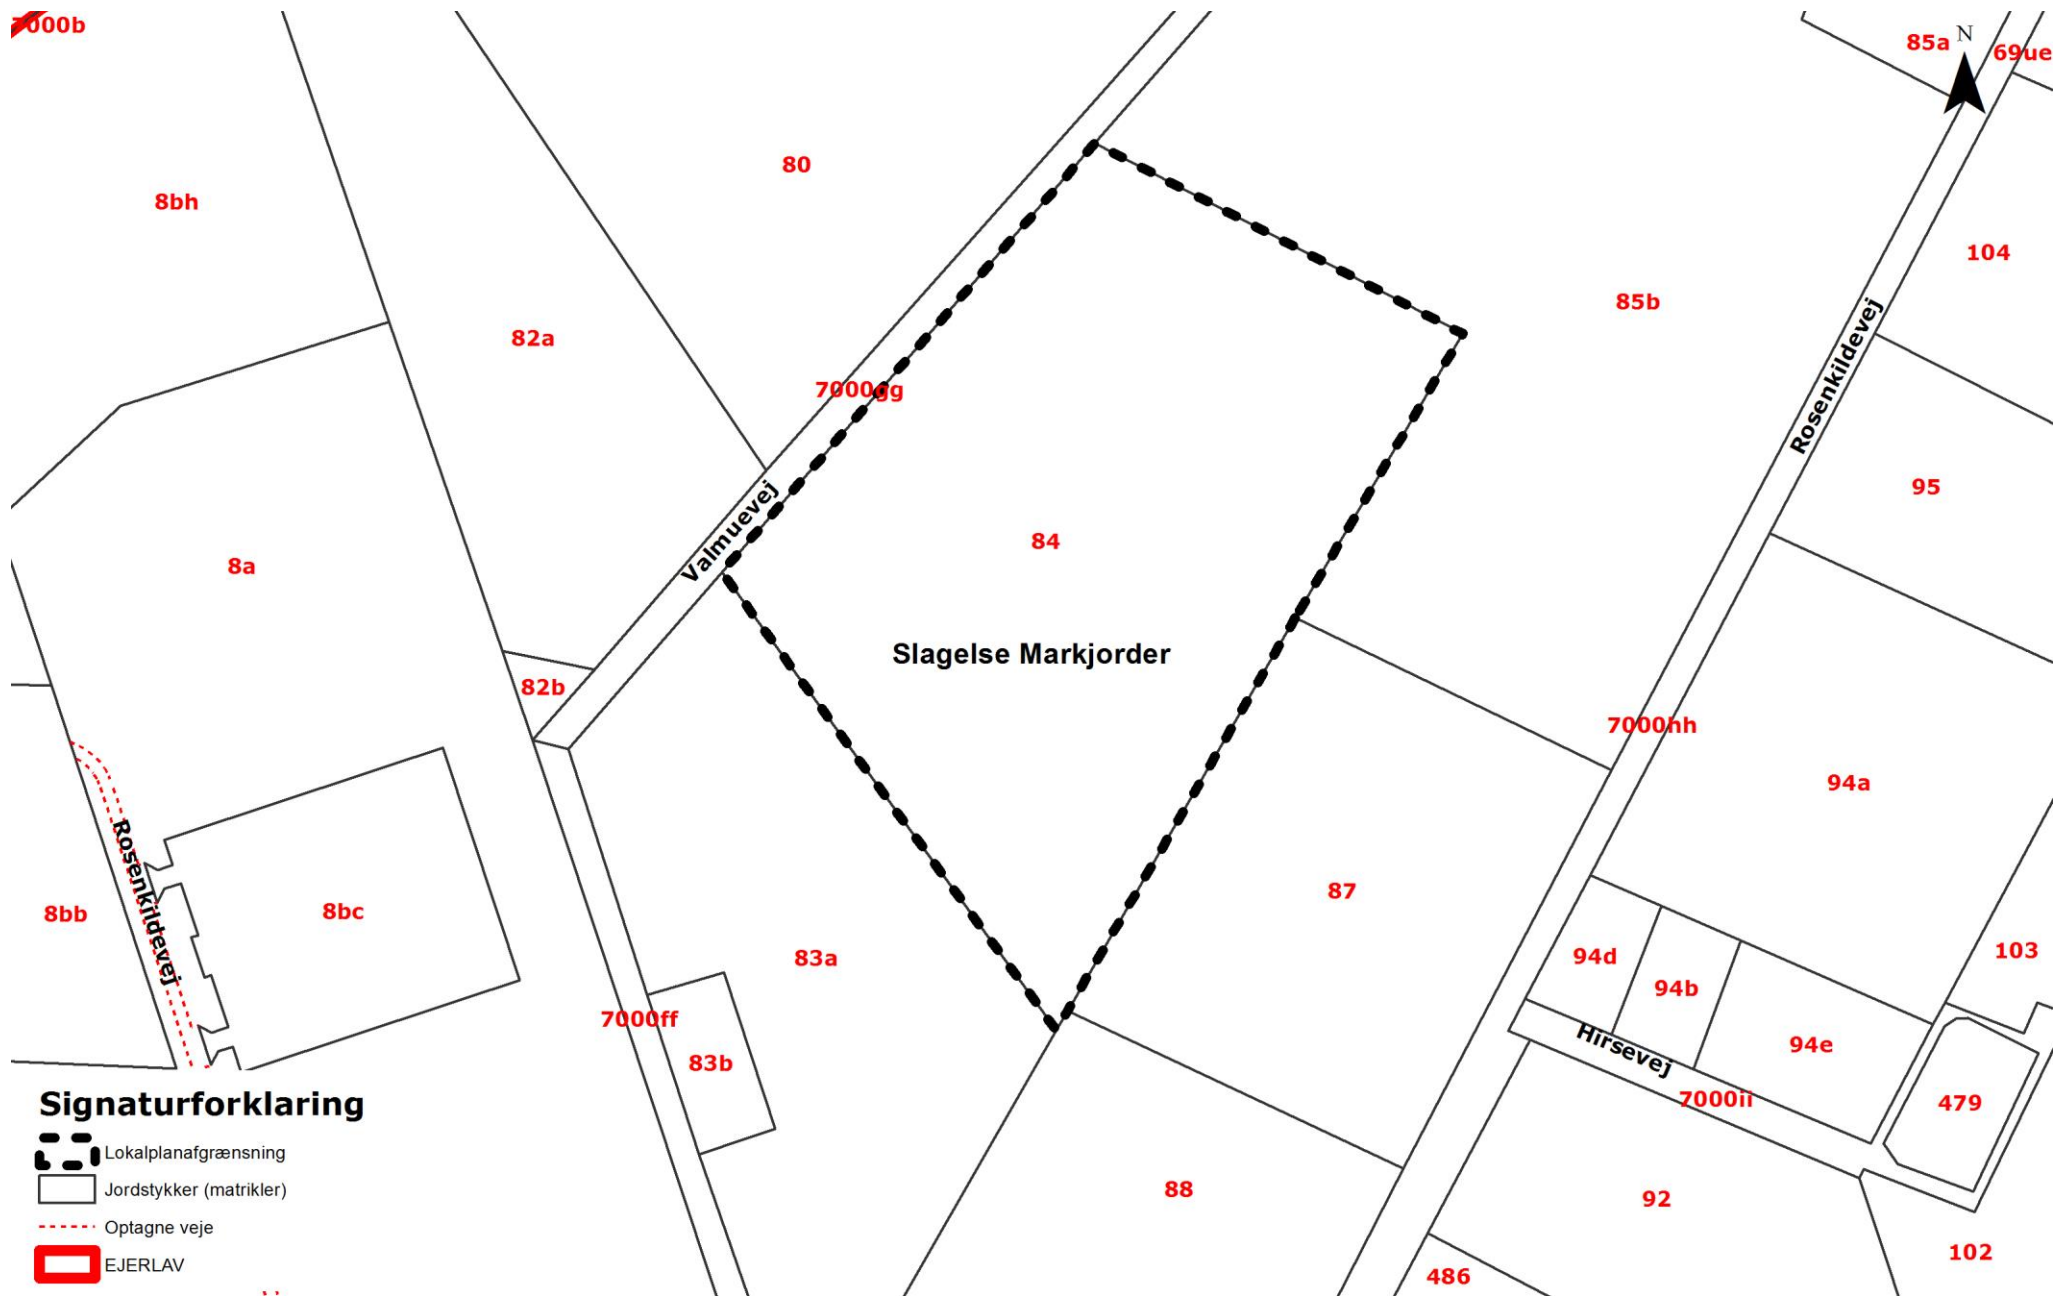 7000b
85a
N
69ue
80
8bh
104
85b
82a
7000gg
Rosenkildevej
95
Valmuevej
84
8a
Slagelse Markjorder
82b
7000hh
94a
Rosenkildevej
87
8bb
8bc
103
83a
94d
94b
7000ff
Hirsevej
94e
83b
7000ii
479
88
92
102
486
Signaturforklaring
Lokalplanafgrænsning
Jordstykker (matrikler)
Optagne veje
EJERLAV